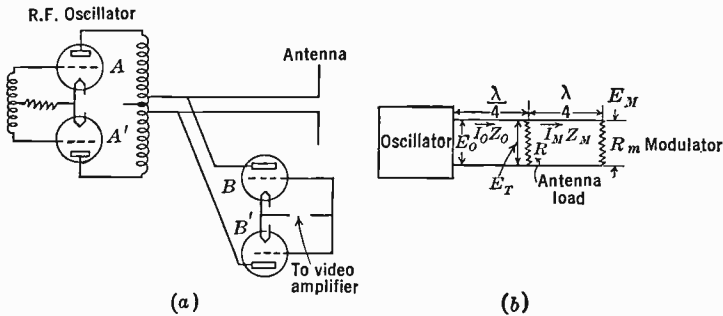 R.F. Oscillator
A
A'
Antenna
B
B'
To video
amplifier
(a)
λ/4 λ/4
E_M
Oscillator
E_O
I_O Z_O
E_T
R
I_M Z_M
R_m Modulator
Antenna
load
(b)